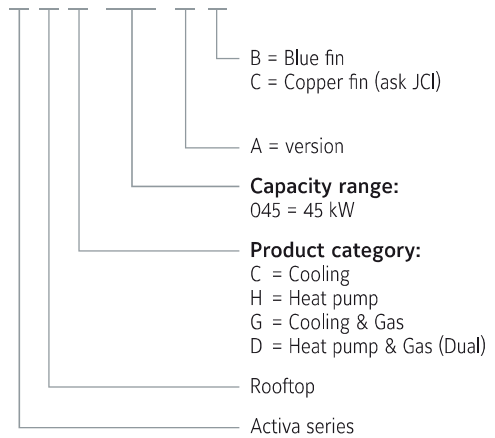 B = Blue fin
C = Copper fin (ask JCI)
A = version
Capacity range:
045 = 45 kW
Product category:
C = Cooling
H = Heat pump
G = Cooling & Gas
D = Heat pump & Gas (Dual)
Rooftop
Activa series